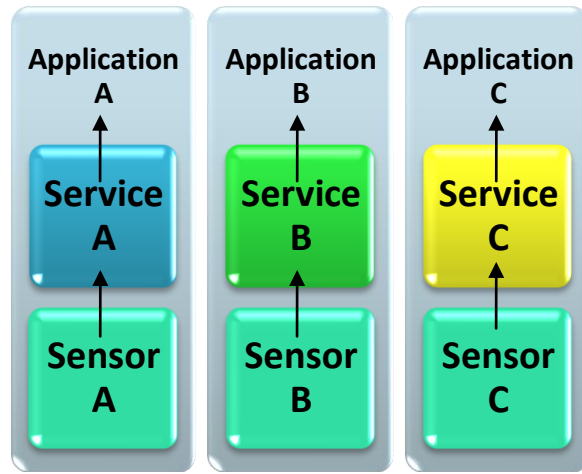 Application
A
Service
A
Sensor
A
Application
B
Service
B
Sensor
B
Application
C
Service
C
Sensor
C